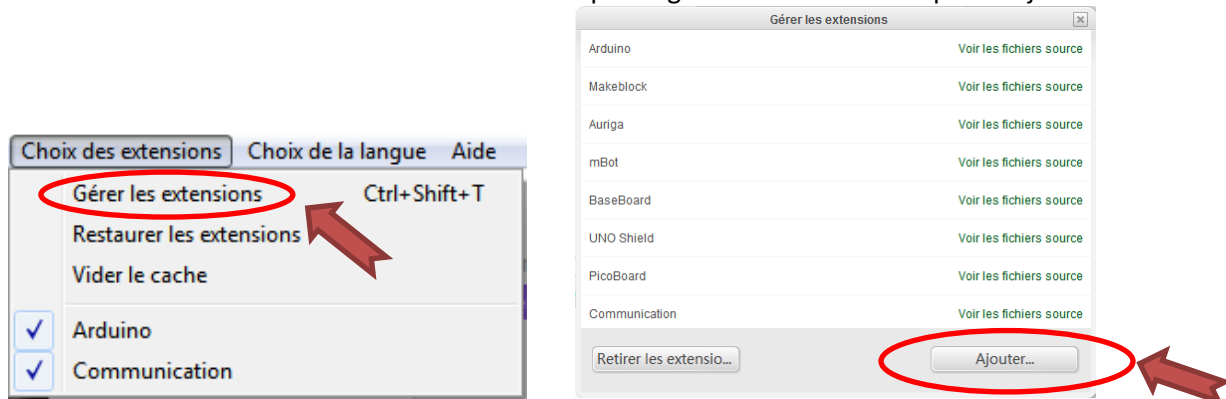 Choix des extensions Choix de la langue Aide
Gérer les extensions Ctrl+Shift+T
Restaurer les extensions
Vider le cache
Arduino
Communication
Gérer les extensions
Arduino Voir les fichiers source
Makeblock Voir les fichiers source
Auriga Voir les fichiers source
mBot Voir les fichiers source
BaseBoard Voir les fichiers source
UNO Shield Voir les fichiers source
PicoBoard Voir les fichiers source
Communication Voir les fichiers source
Retirer les extensio... Ajouter...